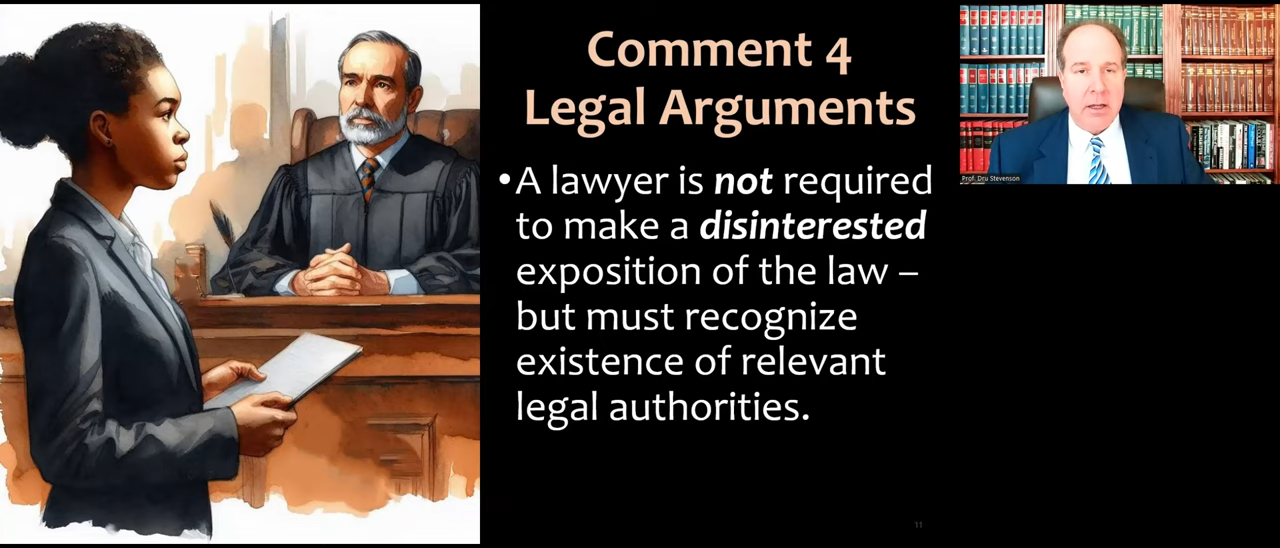 Comment 4
Legal Arguments
• A lawyer is not required
to make a disinterested
exposition of the law –
but must recognize
existence of relevant
legal authorities.
Prof. Dru Stevenson
11